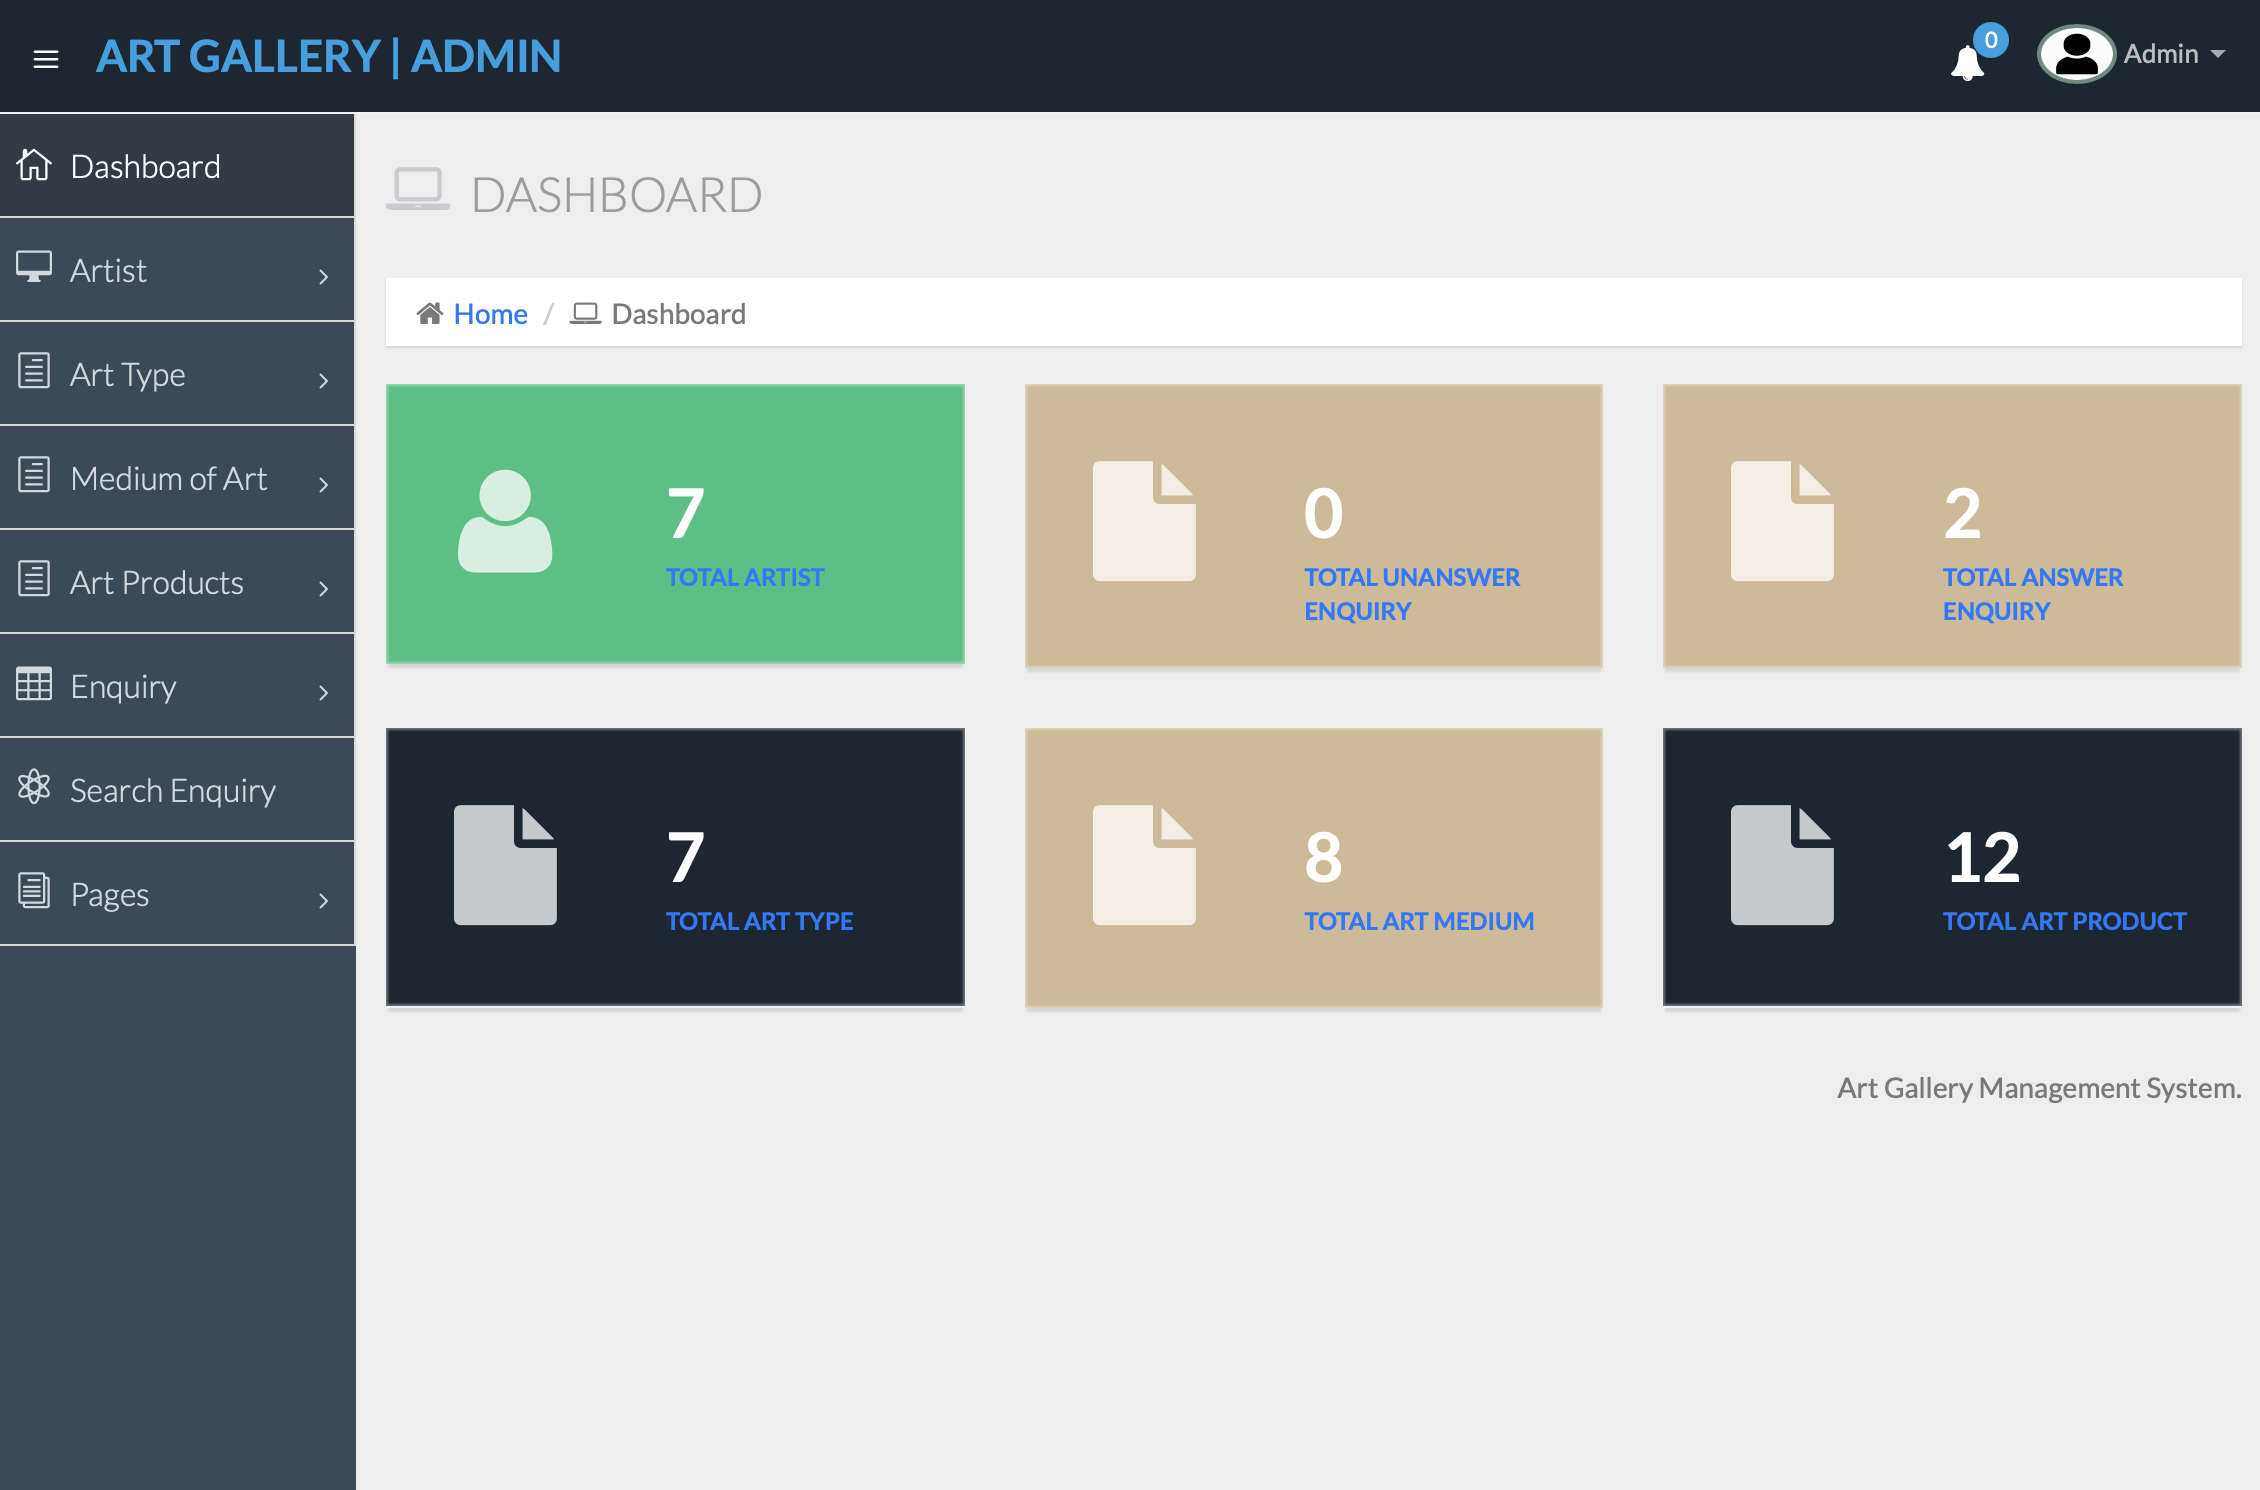 ART GALLERY | ADMIN
0
Admin
Dashboard
Artist
Art Type
Medium of Art
Art Products
Enquiry
Search Enquiry
Pages
DASHBOARD
Home / Dashboard
7
TOTAL ARTIST
0
TOTAL UNANSWER
ENQUIRY
2
TOTAL ANSWER
ENQUIRY
7
TOTAL ART TYPE
8
TOTAL ART MEDIUM
12
TOTAL ART PRODUCT
Art Gallery Management System.